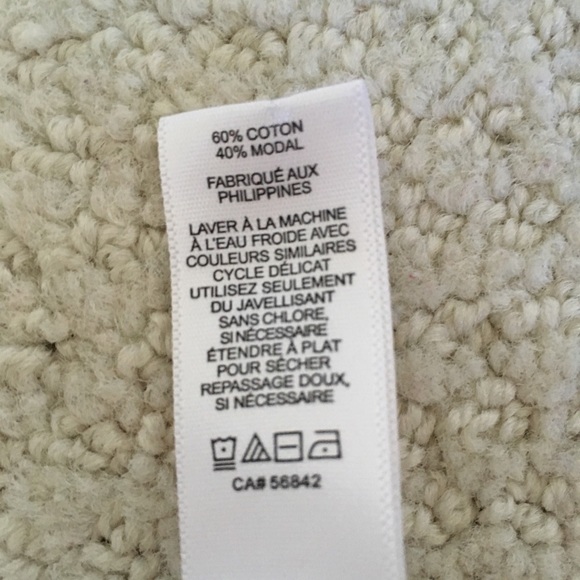 60% COTON
40% MODAL
FABRIQUÉ AUX
PHILIPPINES
LAVER À LA MACHINE
À L'EAU FROIDE AVEC
COULEURS SIMILAIRES
CYCLE DÉLICAT
UTILISEZ SEULEMENT
DU JAVELLISANT
SANS CHLORE,
SI NÉCESSAIRE
ÉTENDRE À PLAT
POUR SÉCHER
REPASSAGE DOUX,
SI NÉCESSAIRE
CA# 56842